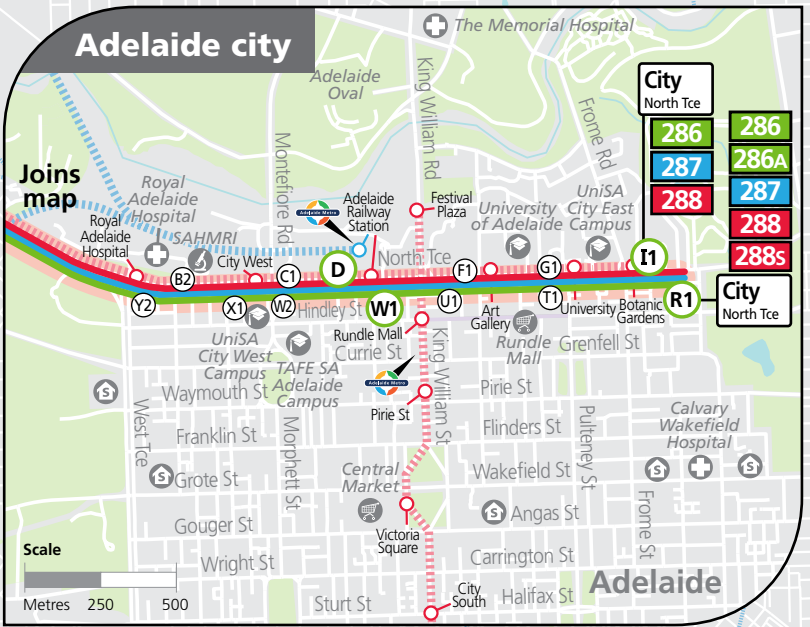 Adelaide city
The Memorial Hospital
Adelaide
Oval
King William Rd
Frome Rd
Montefiore Rd
City
North Tce
286
287
288
286
286A
287
288
288S
Joins
map
Royal
Adelaide
Hospital
Royal
Adelaide
Hospital
SAHMRI
Adelaide Metro
Adelaide
Railway
Station
Festival
Plaza
University
of Adelaide
UniSA
City East
Campus
City West
North Tce
B2
C1
D
F1
G1
I1
Y2
X1
W2
W1
U1
T1
R1
City
North Tce
Hindley St
Art
Gallery
University
Botanic
Gardens
Rundle Mall
Rundle
Mall
UniSA
City West
Campus
TAFE SA
Adelaide
Campus
Currie St
Grenfell St
King William St
Adelaide Metro
Waymouth St
Pirie St
Pirie St
West Tce
Morphett St
Franklin St
Flinders St
Pulteney St
Calvary
Wakefield
Hospital
S
Grote St
Central
Market
Wakefield St
S
S
S
S
Angas St
Frome St
Gouger St
Victoria
Square
Wright St
Carrington St
Scale
Metres 250 500
Sturt St
City
South
Halifax St
Adelaide